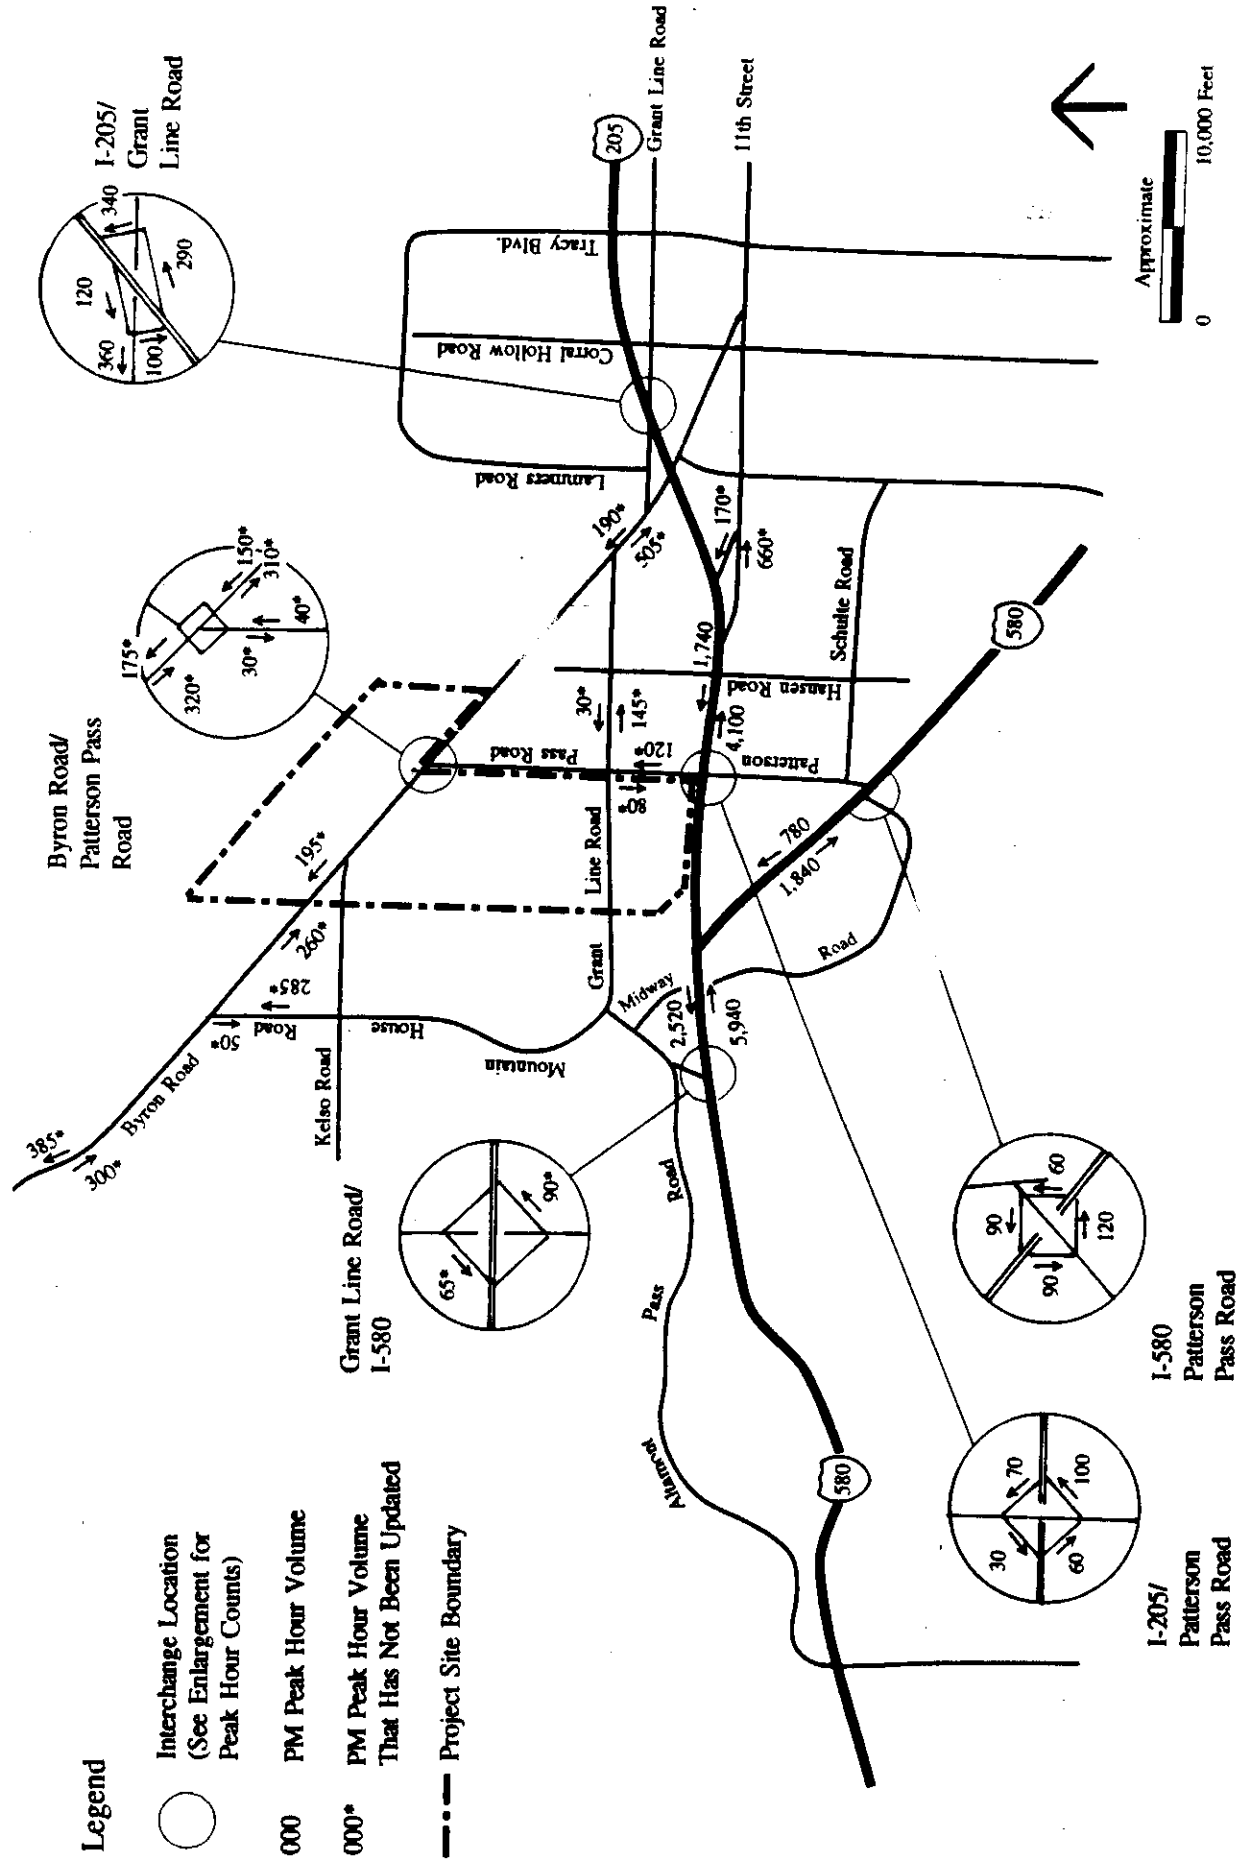 Legend
Interchange Location
(See Enlargement for
Peak Hour Counts)
000
PM Peak Hour Volume
000*
PM Peak Hour Volume
That Has Not Been Updated
Project Site Boundary
Byron Road/
Patterson Pass
Road
175*
320*
30*
40*
150*
310*
I-205/
Grant
Line Road
360
120
100
340
290
Grant Line Road/
I-580
65*
90*
I-205/
Patterson
Pass Road
30
70
60
100
I-580
Patterson
Pass Road
90
60
90
120
385*
300*
Byron Road
50*
285*
Mountain
House
Road
Kelso Road
260*
195*
Grant
Line Road
Midway
Road
2,520
5,940
Altamont
Pass
Road
580
780
1,840
Patterson
Pass Road
80*
120*
30*
145*
1,740
4,100
Hansen Road
Schulte Road
580
190*
505*
170*
660*
Lammers
Road
Corral Hollow Road
Tracy Blvd.
205
Grant Line Road
11th Street
Approximate
0
10,000 Feet